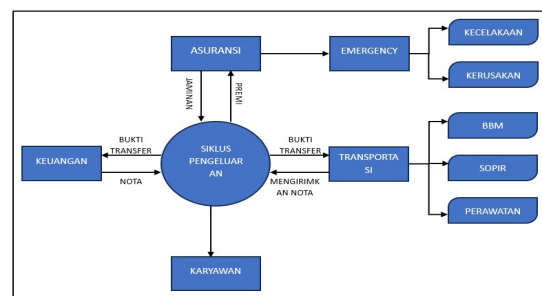 ASURANSI
EMERGENCY
KECELAKAAN
KERUSAKAN
JAMINAN
PREMI
BUKTI
TRANSFER
KEUANGAN
NOTA
SIKLUS
PENGELUAR
AN
BUKTI
TRANSFER
MENGIRIMK
AN NOTA
TRANSPORTA
SI
BBM
SOPIR
PERAWATAN
KARYAWAN